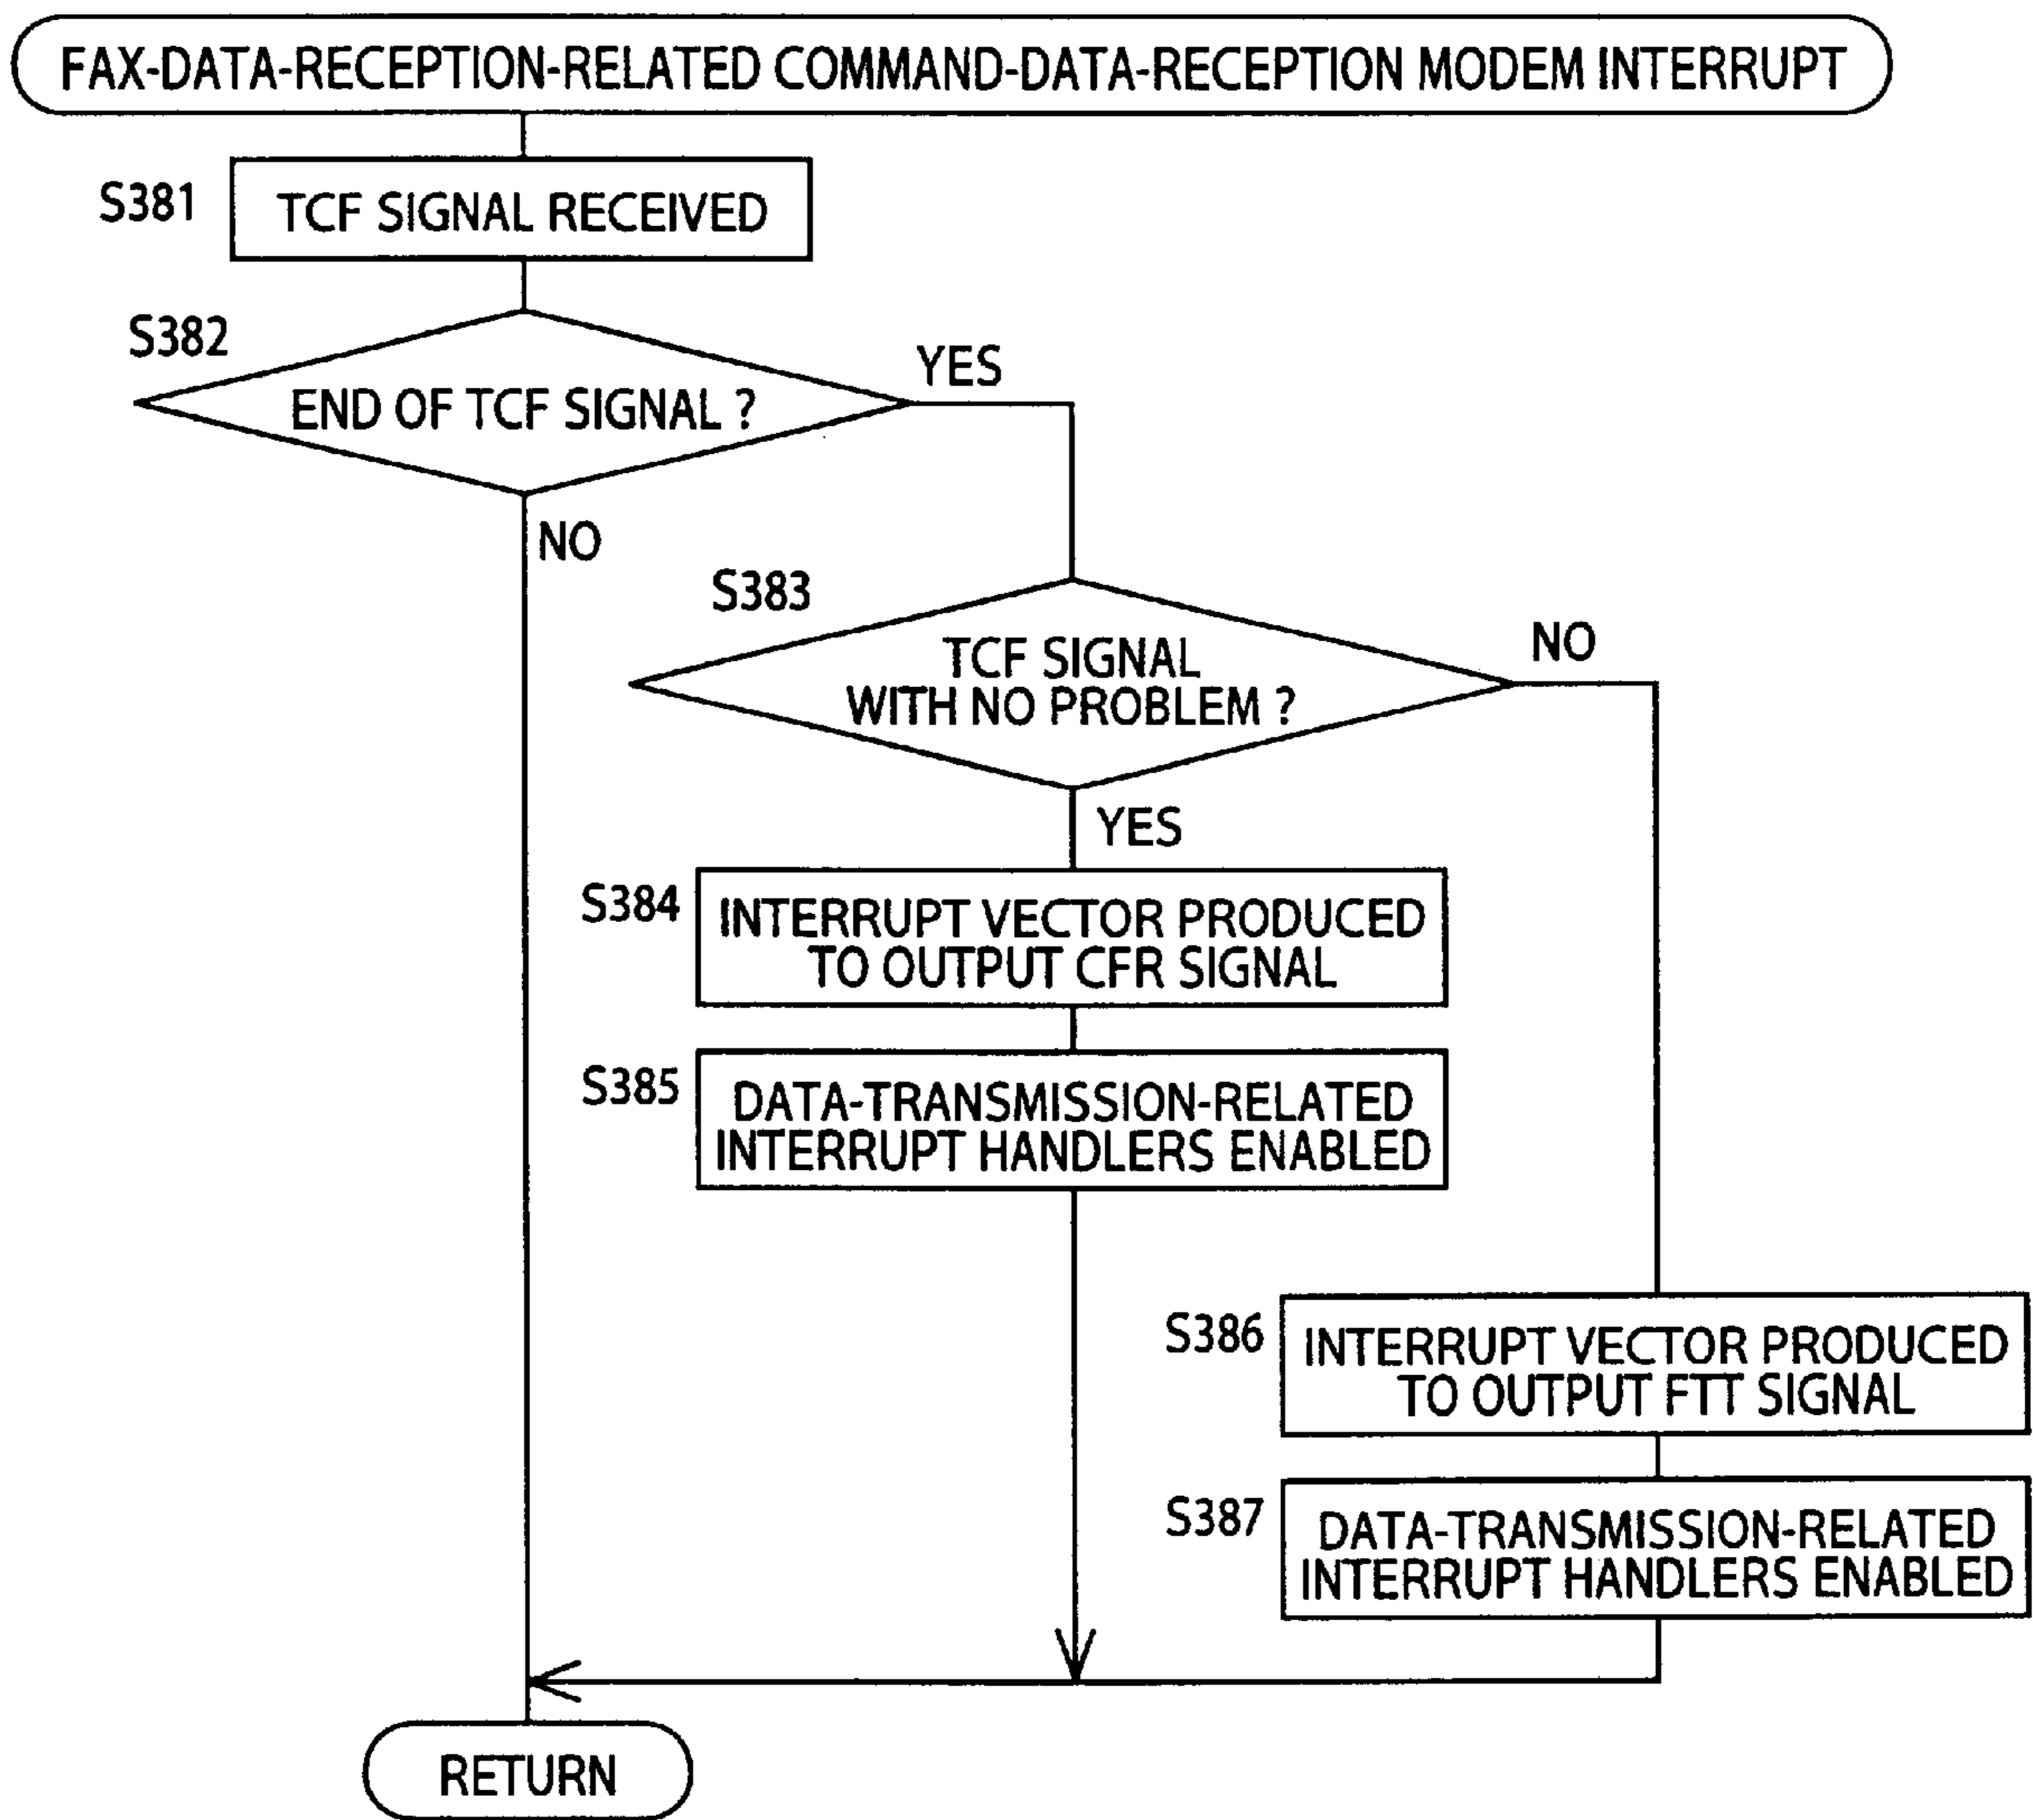 FAX-DATA-RECEPTION-RELATED COMMAND-DATA-RECEPTION MODEM INTERRUPT
S381
TCF SIGNAL RECEIVED
S382
END OF TCF SIGNAL ?
YES
NO
S383
TCF SIGNAL
WITH NO PROBLEM ?
NO
YES
S384
INTERRUPT VECTOR PRODUCED
TO OUTPUT CFR SIGNAL
S385
DATA-TRANSMISSION-RELATED
INTERRUPT HANDLERS ENABLED
S386
INTERRUPT VECTOR PRODUCED
TO OUTPUT FTT SIGNAL
S387
DATA-TRANSMISSION-RELATED
INTERRUPT HANDLERS ENABLED
RETURN